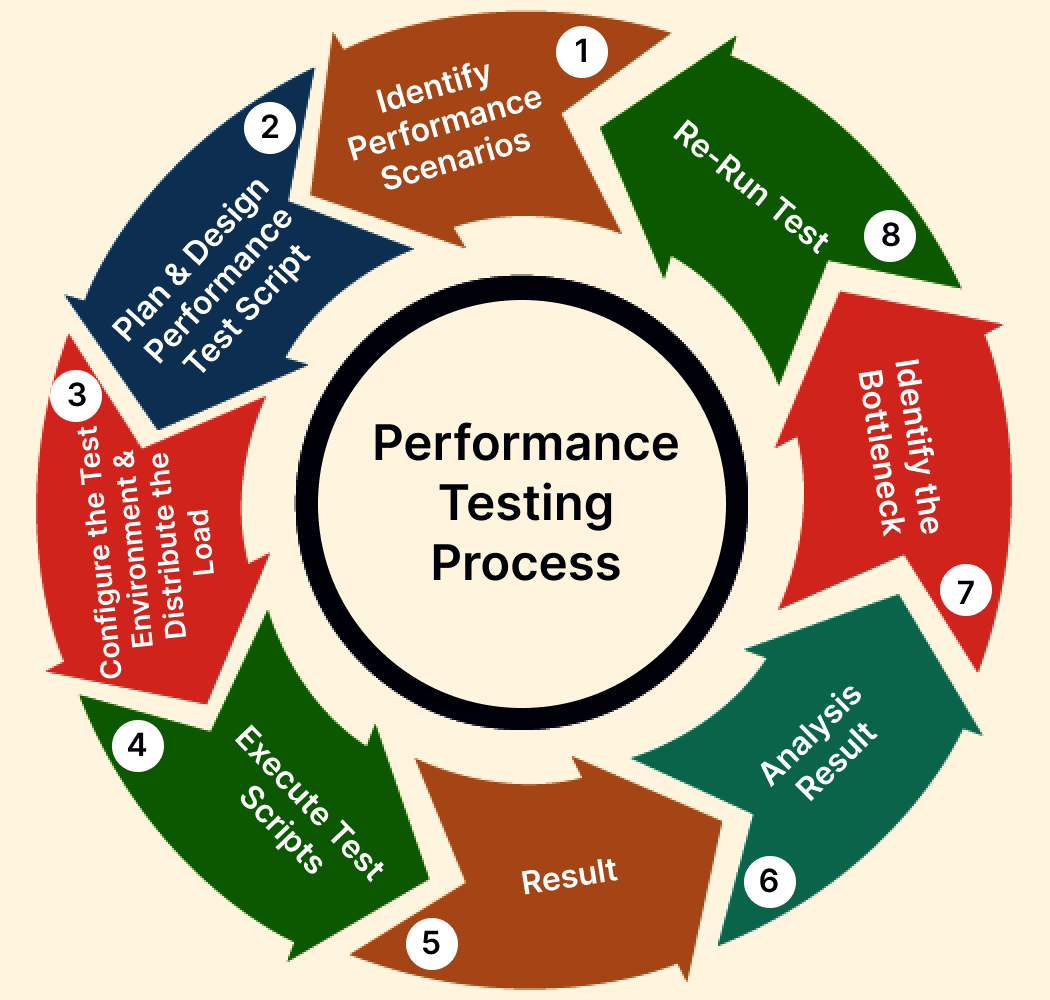 Performance
Testing
Process
1
Identify
Performance
Scenarios
2
Plan & Design
Performance
Test Script
3
Configure the Test
Environment &
Distribute the
Load
4
Execute Test
Scripts
5
Result
6
Analysis
Result
7
Identify the
Bottleneck
8
Re-Run Test